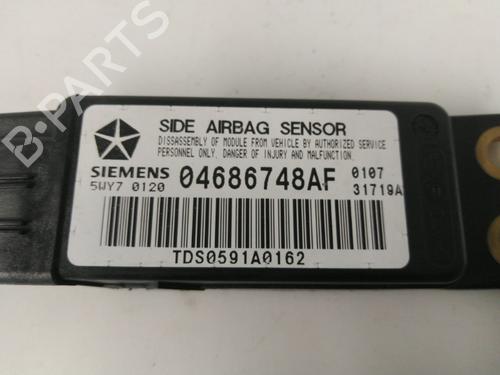 B-PARTS
SIDE AIRBAG SENSOR
DISASSEMBLY OF MODULE FROM VEHICLE BY AUTHORIZED SERVICE
PERSONNEL ONLY. DANGER OF INJURY AND MALFUNCTION.
SIEMENS 04686748AF 0107
5WY7 0120 31719A
TDS0591A0162